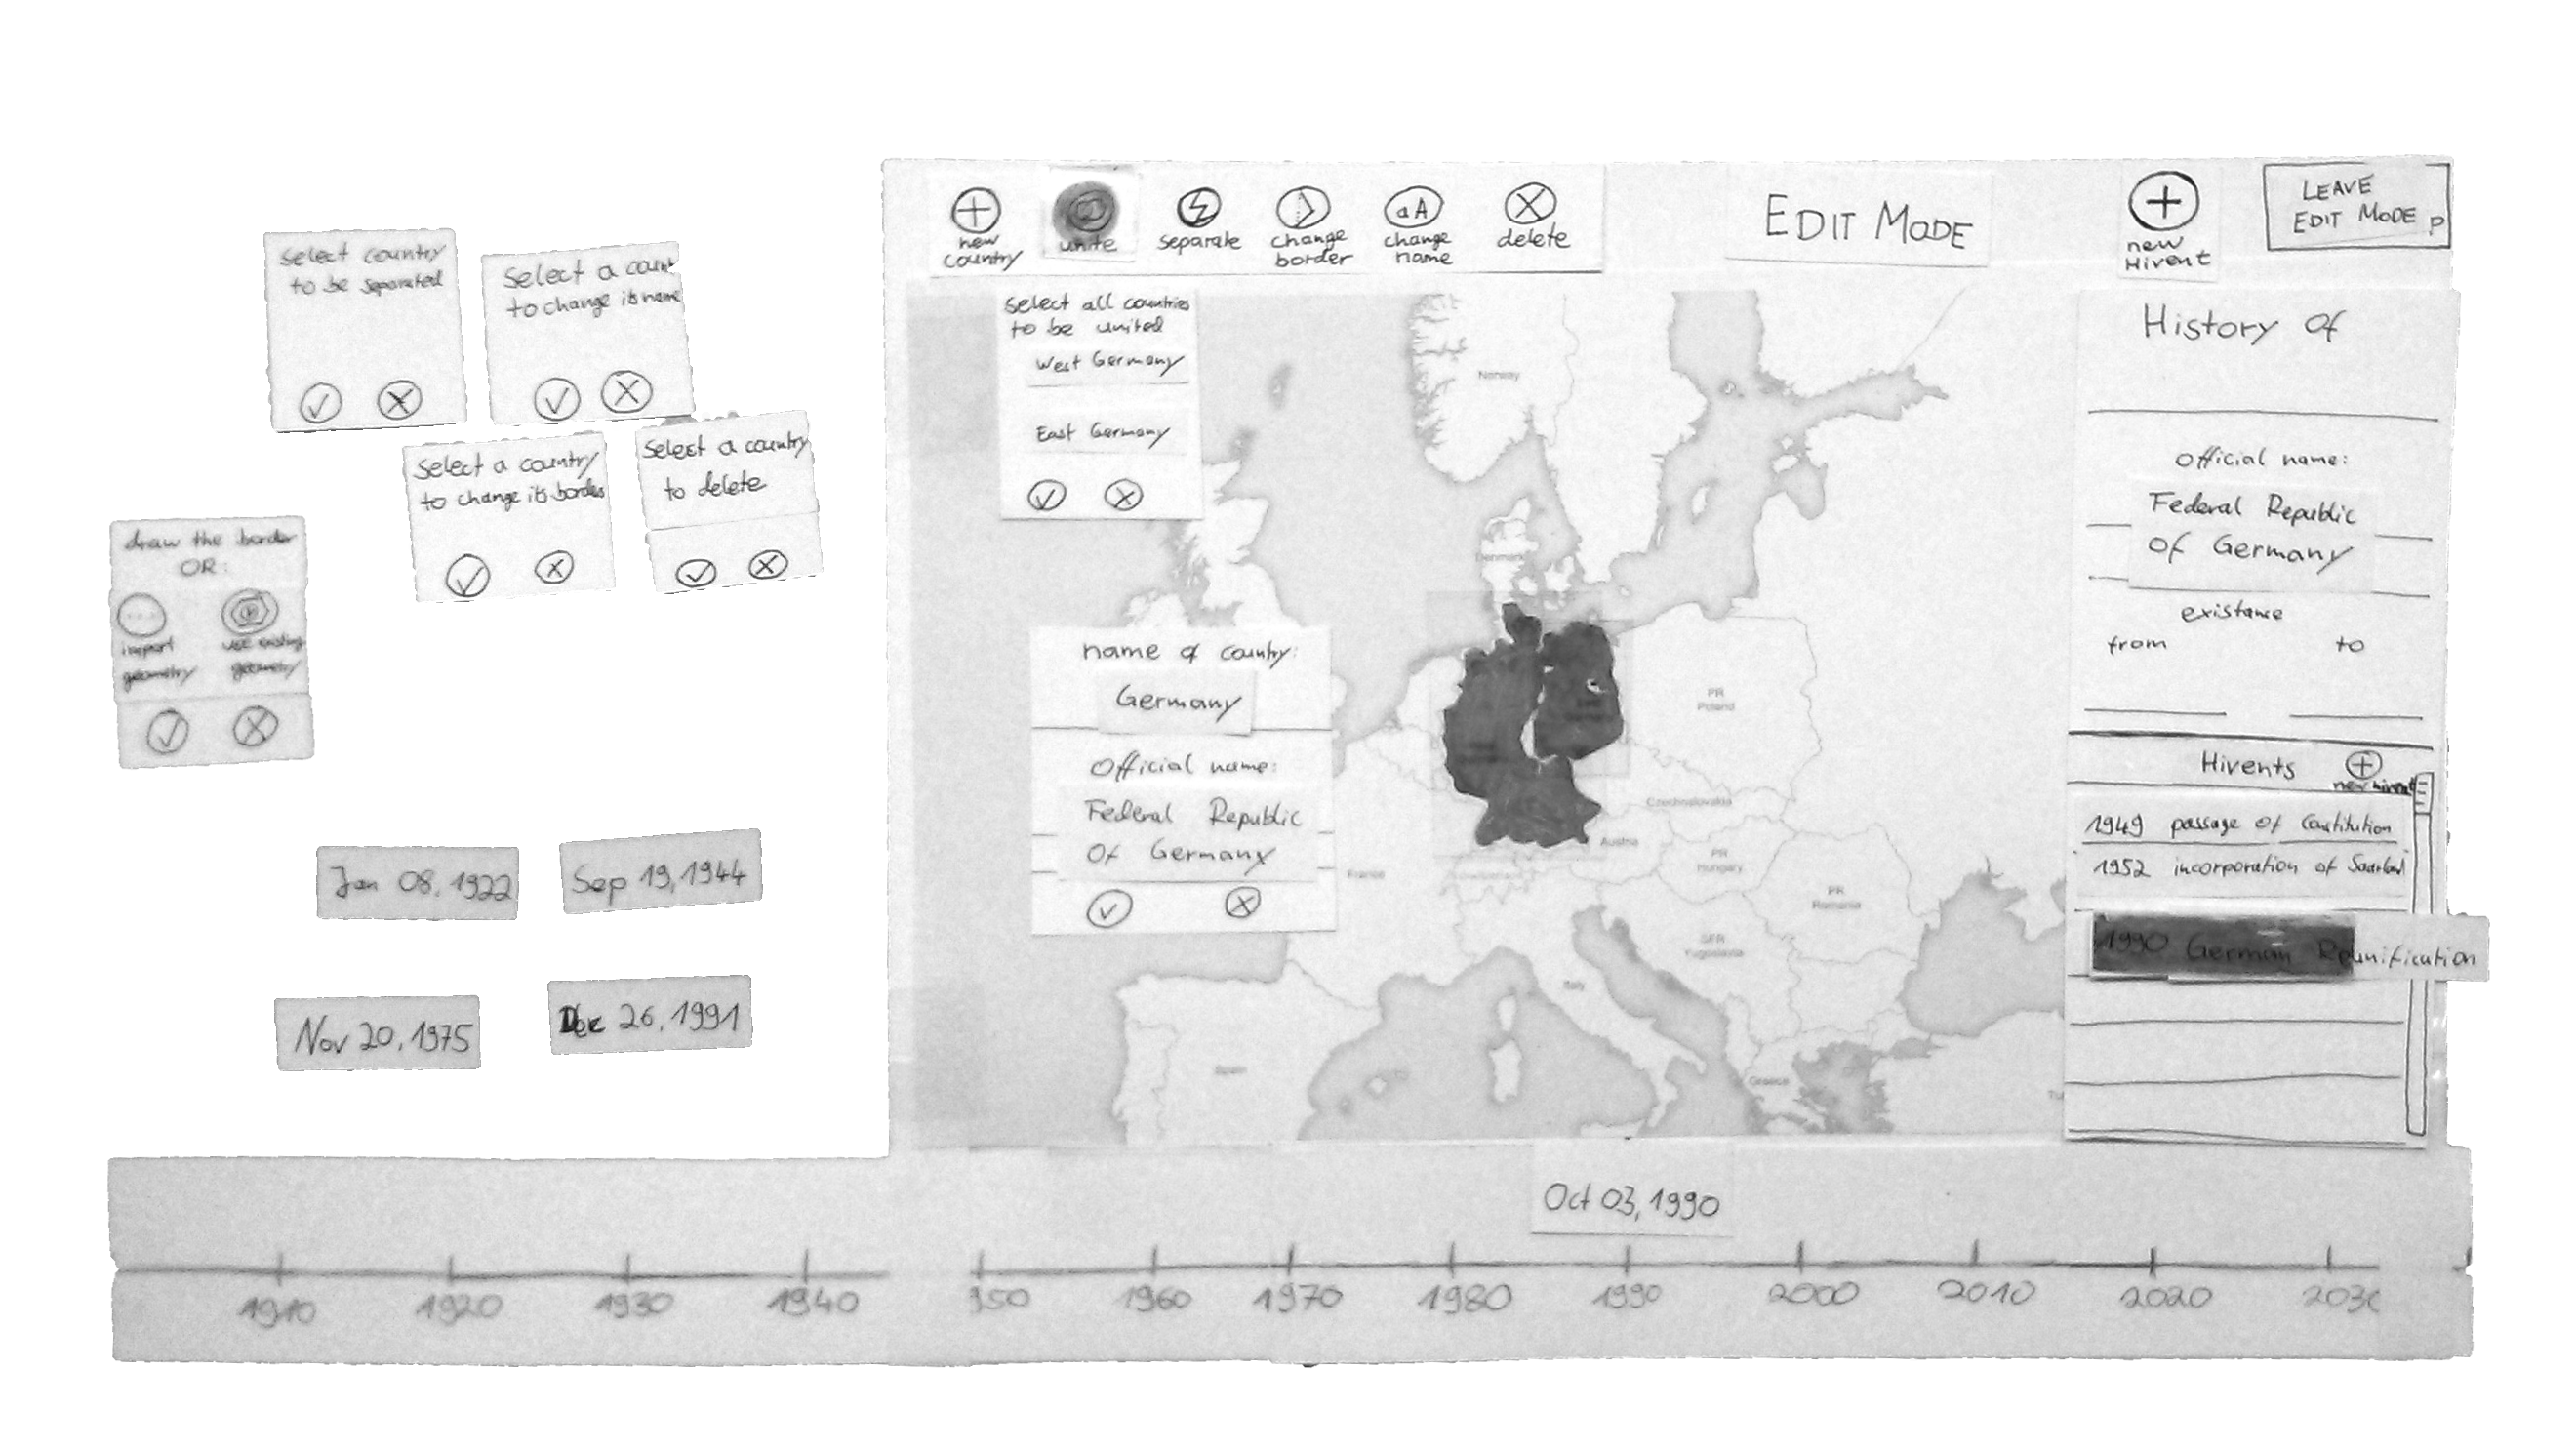 new
country
unite
separate
change
border
aA
change
name
delete
EDIT MODE
new
Hivent
LEAVE
EDIT MODE
select country
to be separated
Select a count
to change its name
Select a country
to change its border
Select a country
to delete
draw the border
OR:
import
geometry
use existing
geometry
Jan 08, 1922
Sep 19, 1944
Nov 20, 1975
Dec 26, 1991
select all countries
to be united
West Germany
East Germany
name of country:
Germany
Official name:
Federal Republic
Of Germany
Norway
Denmark
PR
Poland
Czechoslovakia
Austria
PR
Hungary
France
PR
Romania
SFR
Yugoslavia
Italy
Spain
Greece
History of
official name:
Federal Republic
of Germany
existance
from to
Hivents
new hivent
1949 passage of Constitution
1952 incorporation of Saarland
1990 German Reunification
Oct 03, 1990
1910 1920 1930 1940 950 1960 1970 1980 1990 2000 2010 2020 203